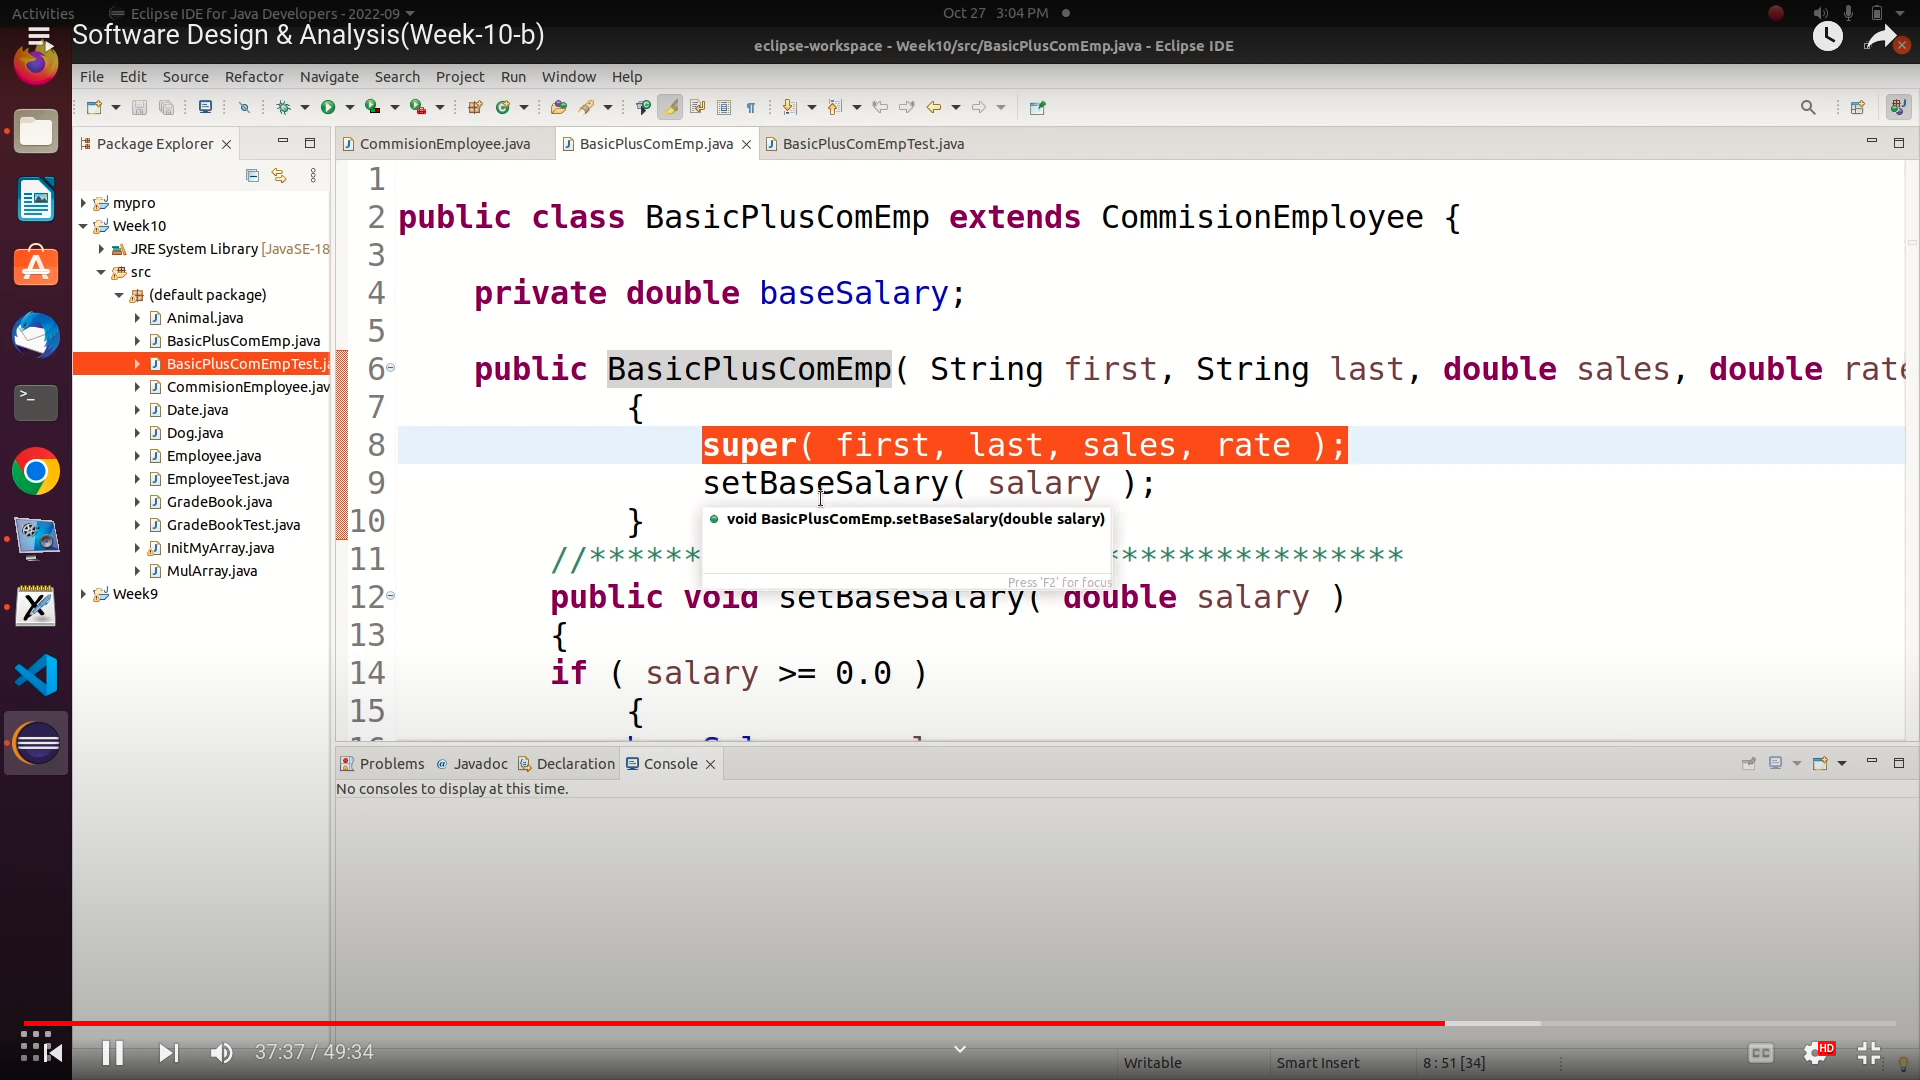 Activities
Eclipse IDE for Java Developers - 2022-09
Oct 27 3:04 PM
Software Design & Analysis(Week-10-b)
eclipse-workspace - Week10/src/BasicPlusComEmp.java - Eclipse IDE
File Edit Source Refactor Navigate Search Project Run Window Help
Package Explorer
CommisionEmployee.java
BasicPlusComEmp.java
BasicPlusComEmpTest.java
mypro
Week10
JRE System Library [JavaSE-18
src
(default package)
Animal.java
BasicPlusComEmp.java
BasicPlusComEmpTest.ja
CommisionEmployee.jav
Date.java
Dog.java
Employee.java
EmployeeTest.java
GradeBook.java
GradeBookTest.java
InitMyArray.java
MulArray.java
Week9
1
2 public class BasicPlusComEmp extends CommisionEmployee {
3
4 private double baseSalary;
5
6 public BasicPlusComEmp( String first, String last, double sales, double rate
7 {
8 super( first, last, sales, rate );
9 setBaseSalary( salary );
10 }
void BasicPlusComEmp.setBaseSalary(double salary)
Press 'F2' for focus
11 //****** ****************
12 public void setBaseSalary( double salary )
13 {
14 if ( salary >= 0.0 )
15 {
Problems
Javadoc
Declaration
Console
No consoles to display at this time.
37:37 / 49:34
Writable
Smart Insert
8 : 51 [34]
CC
HD